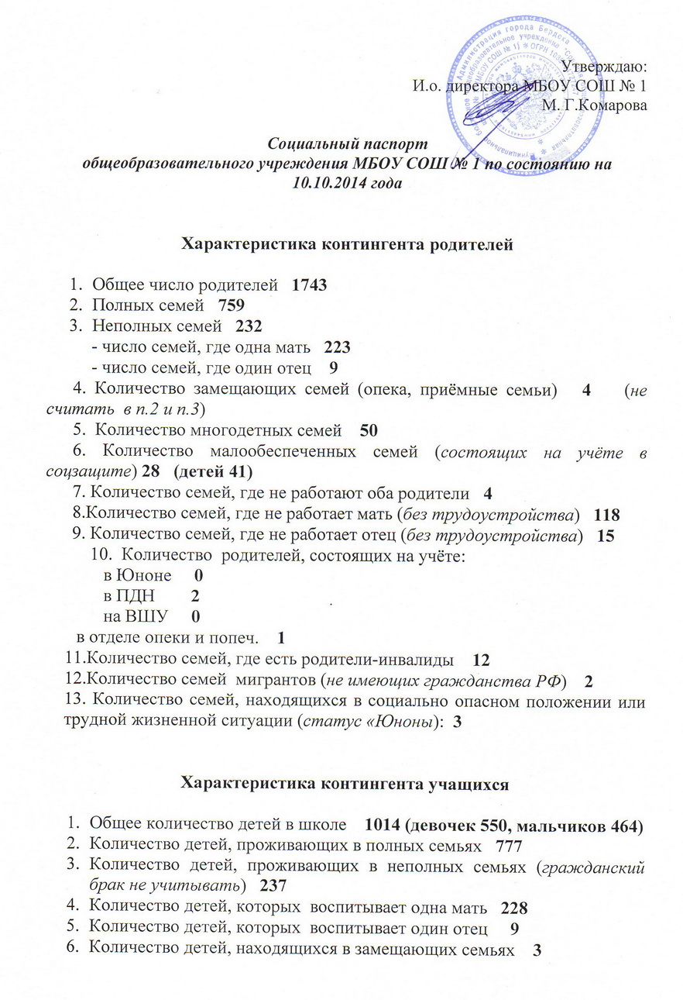 Администрация города Бердска
Утверждаю:
И.о. директора МБОУ СОШ № 1
М. Г.Комарова
Социальный паспорт
общеобразовательного учреждения МБОУ СОШ № 1 по состоянию на
10.10.2014 года
Характеристика контингента родителей
1. Общее число родителей 1743
2. Полных семей 759
3. Неполных семей 232
- число семей, где одна мать 223
- число семей, где один отец 9
4. Количество замещающих семей (опека, приёмные семьи) 4 (не
считать в п.2 и п.3)
5. Количество многодетных семей 50
6. Количество малообеспеченных семей (состоящих на учёте в
соцзащите) 28 (детей 41)
7. Количество семей, где не работают оба родители 4
8.Количество семей, где не работает мать (без трудоустройства) 118
9. Количество семей, где не работает отец (без трудоустройства) 15
10. Количество родителей, состоящих на учёте:
в Юноне 0
в ПДН 2
на ВШУ 0
в отделе опеки и попеч. 1
11.Количество семей, где есть родители-инвалиды 12
12.Количество семей мигрантов (не имеющих гражданства РФ) 2
13. Количество семей, находящихся в социально опасном положении или
трудной жизненной ситуации (статус «Юноны»): 3
Характеристика контингента учащихся
1. Общее количество детей в школе 1014 (девочек 550, мальчиков 464)
2. Количество детей, проживающих в полных семьях 777
3. Количество детей, проживающих в неполных семьях (гражданский
брак не учитывать) 237
4. Количество детей, которых воспитывает одна мать 228
5. Количество детей, которых воспитывает один отец 9
6. Количество детей, находящихся в замещающих семьях 3